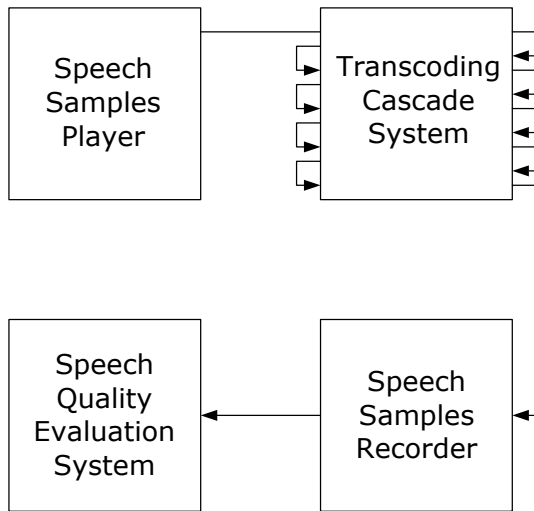 Speech
Samples
Player
Transcoding
Cascade
System
Speech
Quality
Evaluation
System
Speech
Samples
Recorder